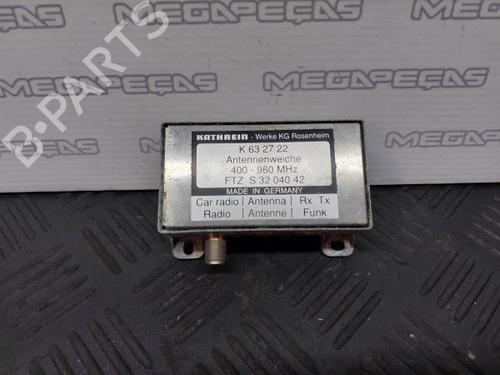 B-PARTS
MEGAPEÇAS
MEGAPEÇAS
MEGAPEÇAS
KATHREIN - Werke KG Rosenheim
K 63 27 22
Antennenweiche
400 - 960 MHz
FTZ S 32 040 42
MADE IN GERMANY
Car radio | Antenna | Rx Tx
Radio | Antenne | Funk